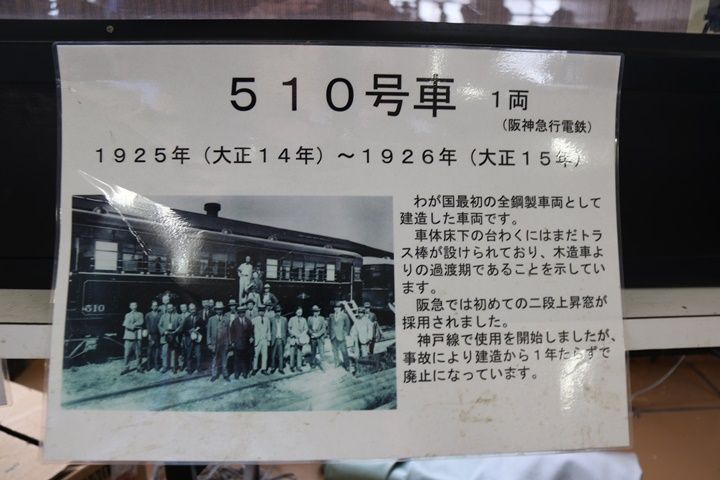 ５１０号車 １両
（阪神急行電鉄）
１９２５年（大正１４年）～１９２６年（大正１５年）
わが国最初の全鋼製車両として
建造した車両です。
車体床下の台わくにはまだトラ
ス棒が設けられており、木造車よ
りの過渡期であることを示してい
ます。
阪急では初めての二段上昇窓が
採用されました。
神戸線で使用を開始しましたが、
事故により建造から１年たらずで
廃止になっています。
510